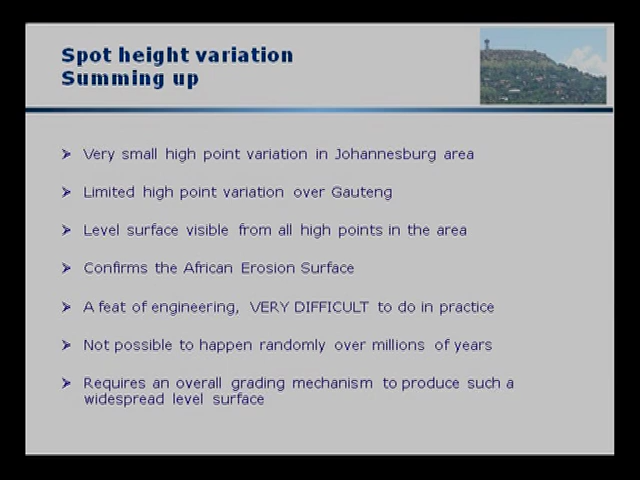 Spot height variation
Summing up
Very small high point variation in Johannesburg area
Limited high point variation over Gauteng
Level surface visible from all high points in the area
Confirms the African Erosion Surface
A feat of engineering, VERY DIFFICULT to do in practice
Not possible to happen randomly over millions of years
Requires an overall grading mechanism to produce such a
widespread level surface